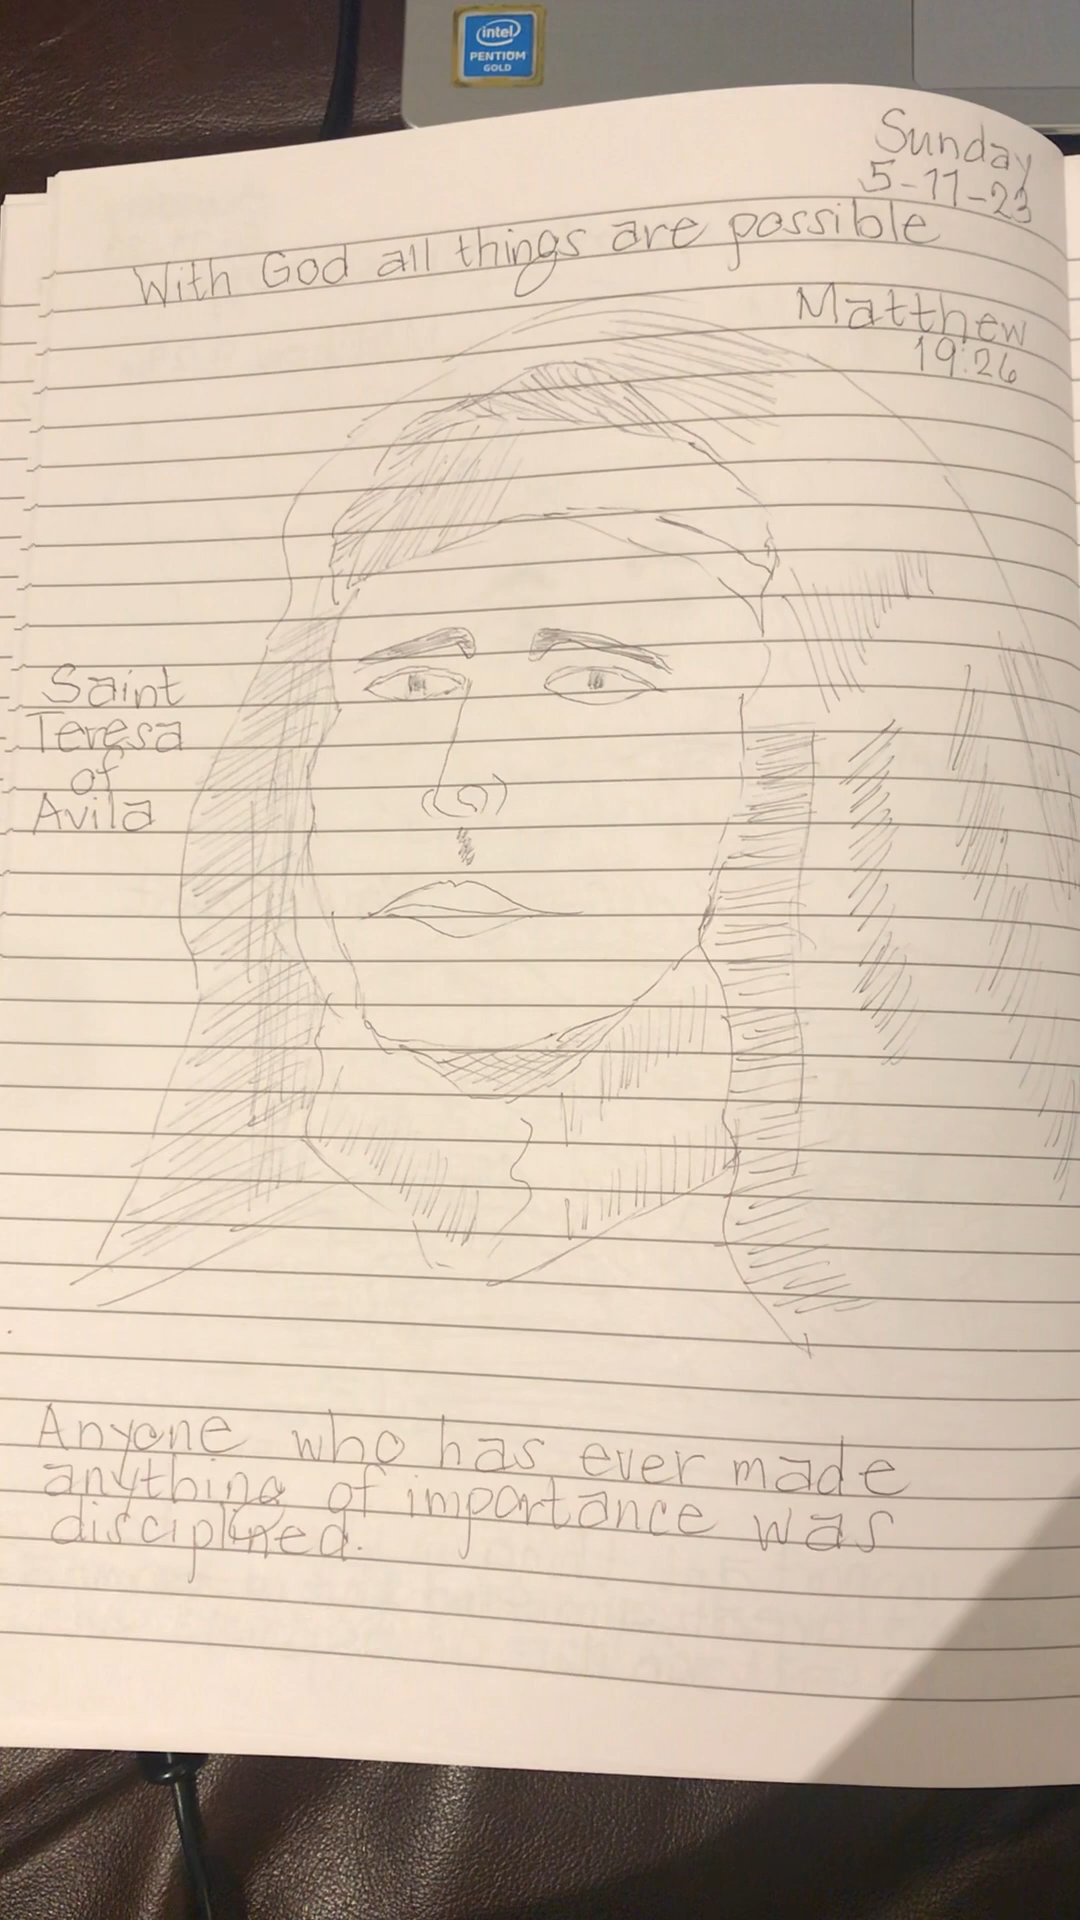 intel
PENTIUM
GOLD
Sunday
5-11-23
With God all things are possible
Matthew
19:26
Saint
Teresa
of
Avila
Anyone who has ever made
anything of importance was
disciplined.